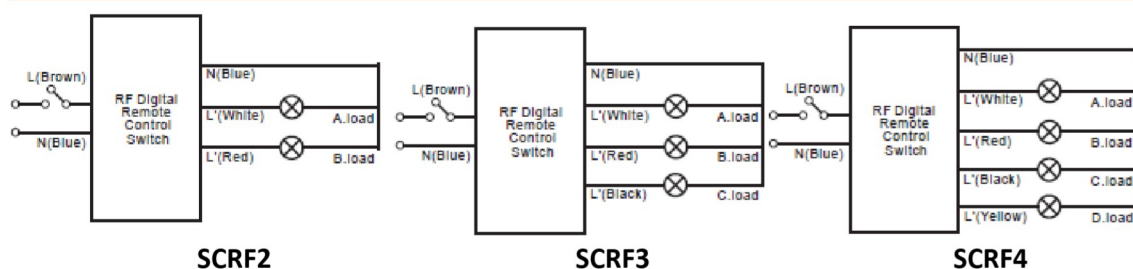 L(Brown)
N(Blue)
RF Digital
Remote
Control
Switch
N(Blue)
L'(White)
A.load
L'(Red)
B.load
SCRF2
L(Brown)
N(Blue)
RF Digital
Remote
Control
Switch
N(Blue)
L'(White)
A.load
L'(Red)
B.load
L'(Black)
C.load
SCRF3
L(Brown)
N(Blue)
RF Digital
Remote
Control
Switch
N(Blue)
L'(White)
A.load
L'(Red)
B.load
L'(Black)
C.load
L'(Yellow)
D.load
SCRF4